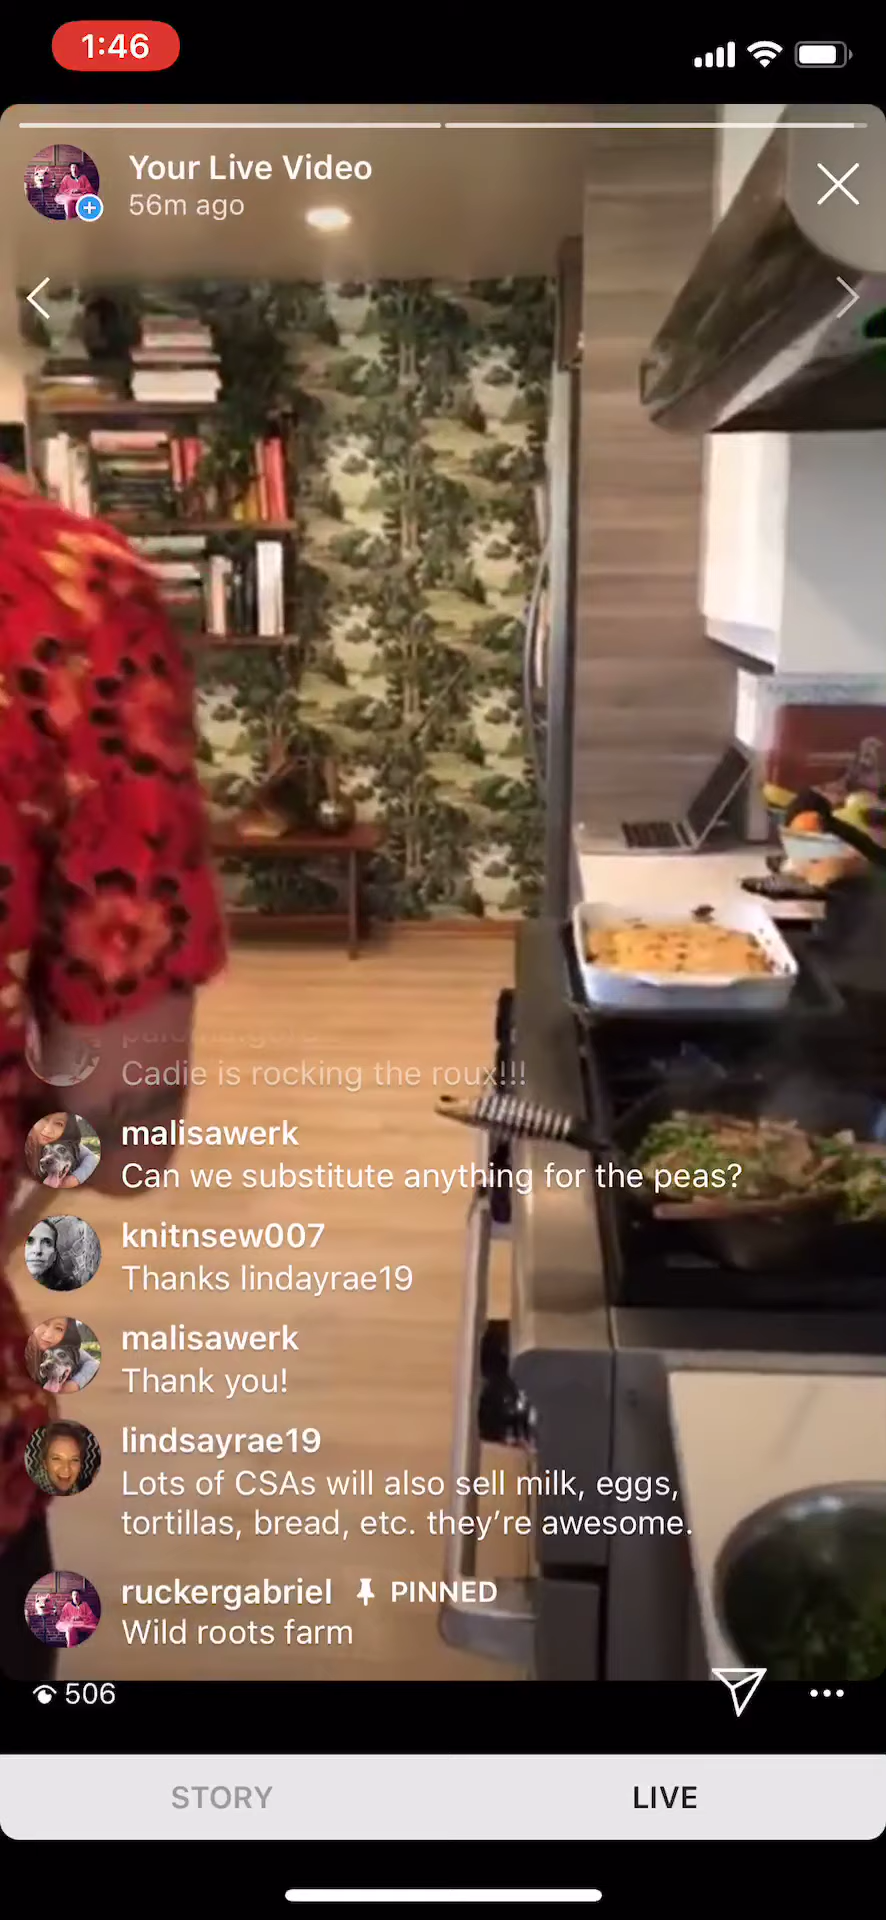 1:46
Your Live Video
56m ago
Cadie is rocking the roux!!!
malisawerk
Can we substitute anything for the peas?
knitnsew007
Thanks lindayrae19
malisawerk
Thank you!
lindsayrae19
Lots of CSAs will also sell milk, eggs,
tortillas, bread, etc. they're awesome.
ruckergabriel PINNED
Wild roots farm
506
STORY
LIVE